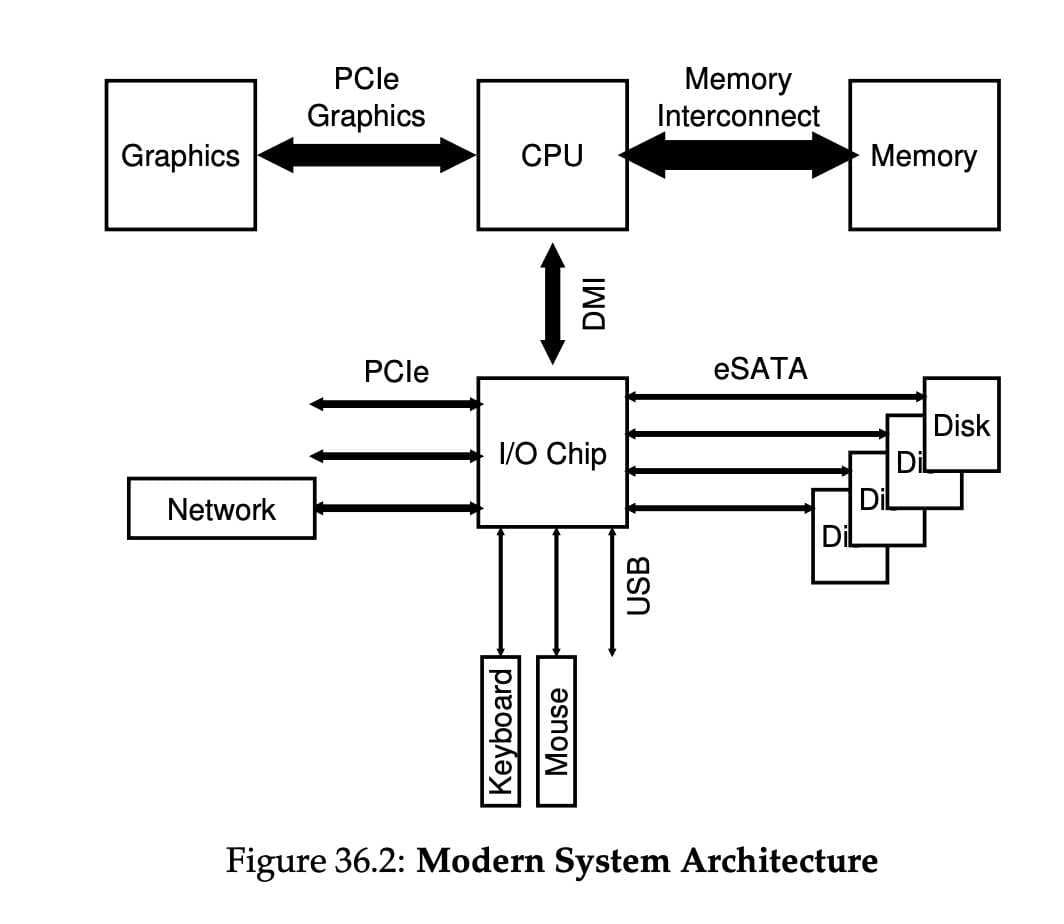 PCIe
Graphics
Memory
Interconnect
Graphics
CPU
Memory
DMI
PCIe
eSATA
I/O Chip
Disk
Di
Di
Di
Network
USB
Keyboard
Mouse
Figure 36.2: Modern System Architecture